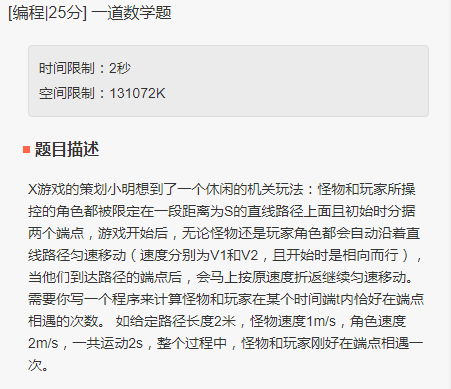 [编程|25分] 一道数学题
时间限制：2秒
空间限制：131072K
题目描述
X游戏的策划小明想到了一个休闲的机关玩法：怪物和玩家所操
控的角色都被限定在一段距离为S的直线路径上面且初始时分据
两个端点，游戏开始后，无论怪物还是玩家角色都会自动沿着直
线路径匀速移动（速度分别为V1和V2，且开始时是相向而行），
当他们到达路径的端点后，会马上按原速度折返继续匀速移动。
需要你写一个程序来计算怪物和玩家在某个时间端t内恰好在端点
相遇的次数。 如给定路径长度2米，怪物速度1m/s，角色速度
2m/s，一共运动2s，整个过程中，怪物和玩家刚好在端点相遇一
次。